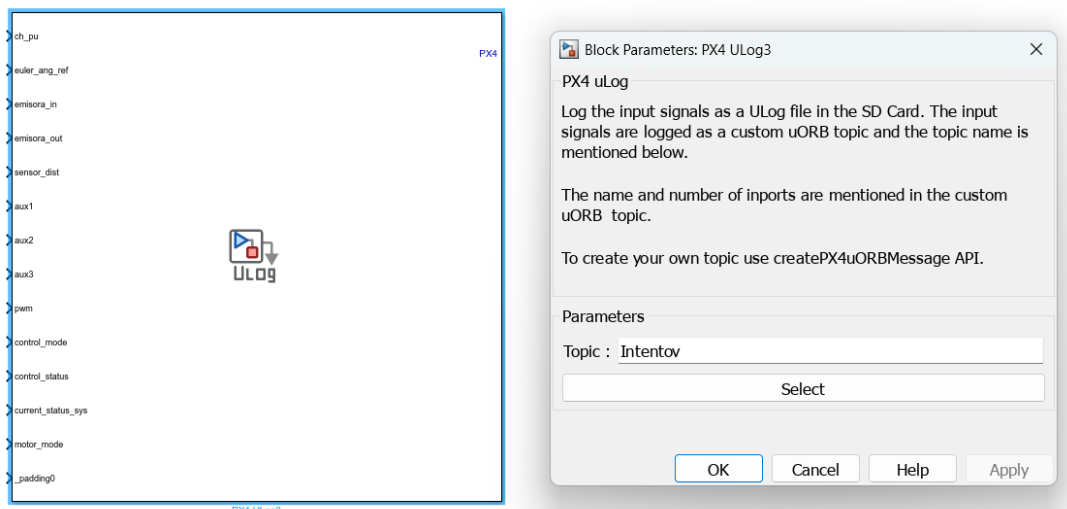 ch_pu
PX4
euler_ang_ref
emisora_in
emisora_out
sensor_dist
aux1
aux2
aux3
pwm
control_mode
control_status
current_status_sys
motor_mode
_padding0
ULog
Block Parameters: PX4 ULog3
PX4 uLog
Log the input signals as a ULog file in the SD Card. The input
signals are logged as a custom uORB topic and the topic name is
mentioned below.
The name and number of inports are mentioned in the custom
uORB topic.
To create your own topic use createPX4uORBMessage API.
Parameters
Topic : Intentov
Select
OK Cancel Help Apply